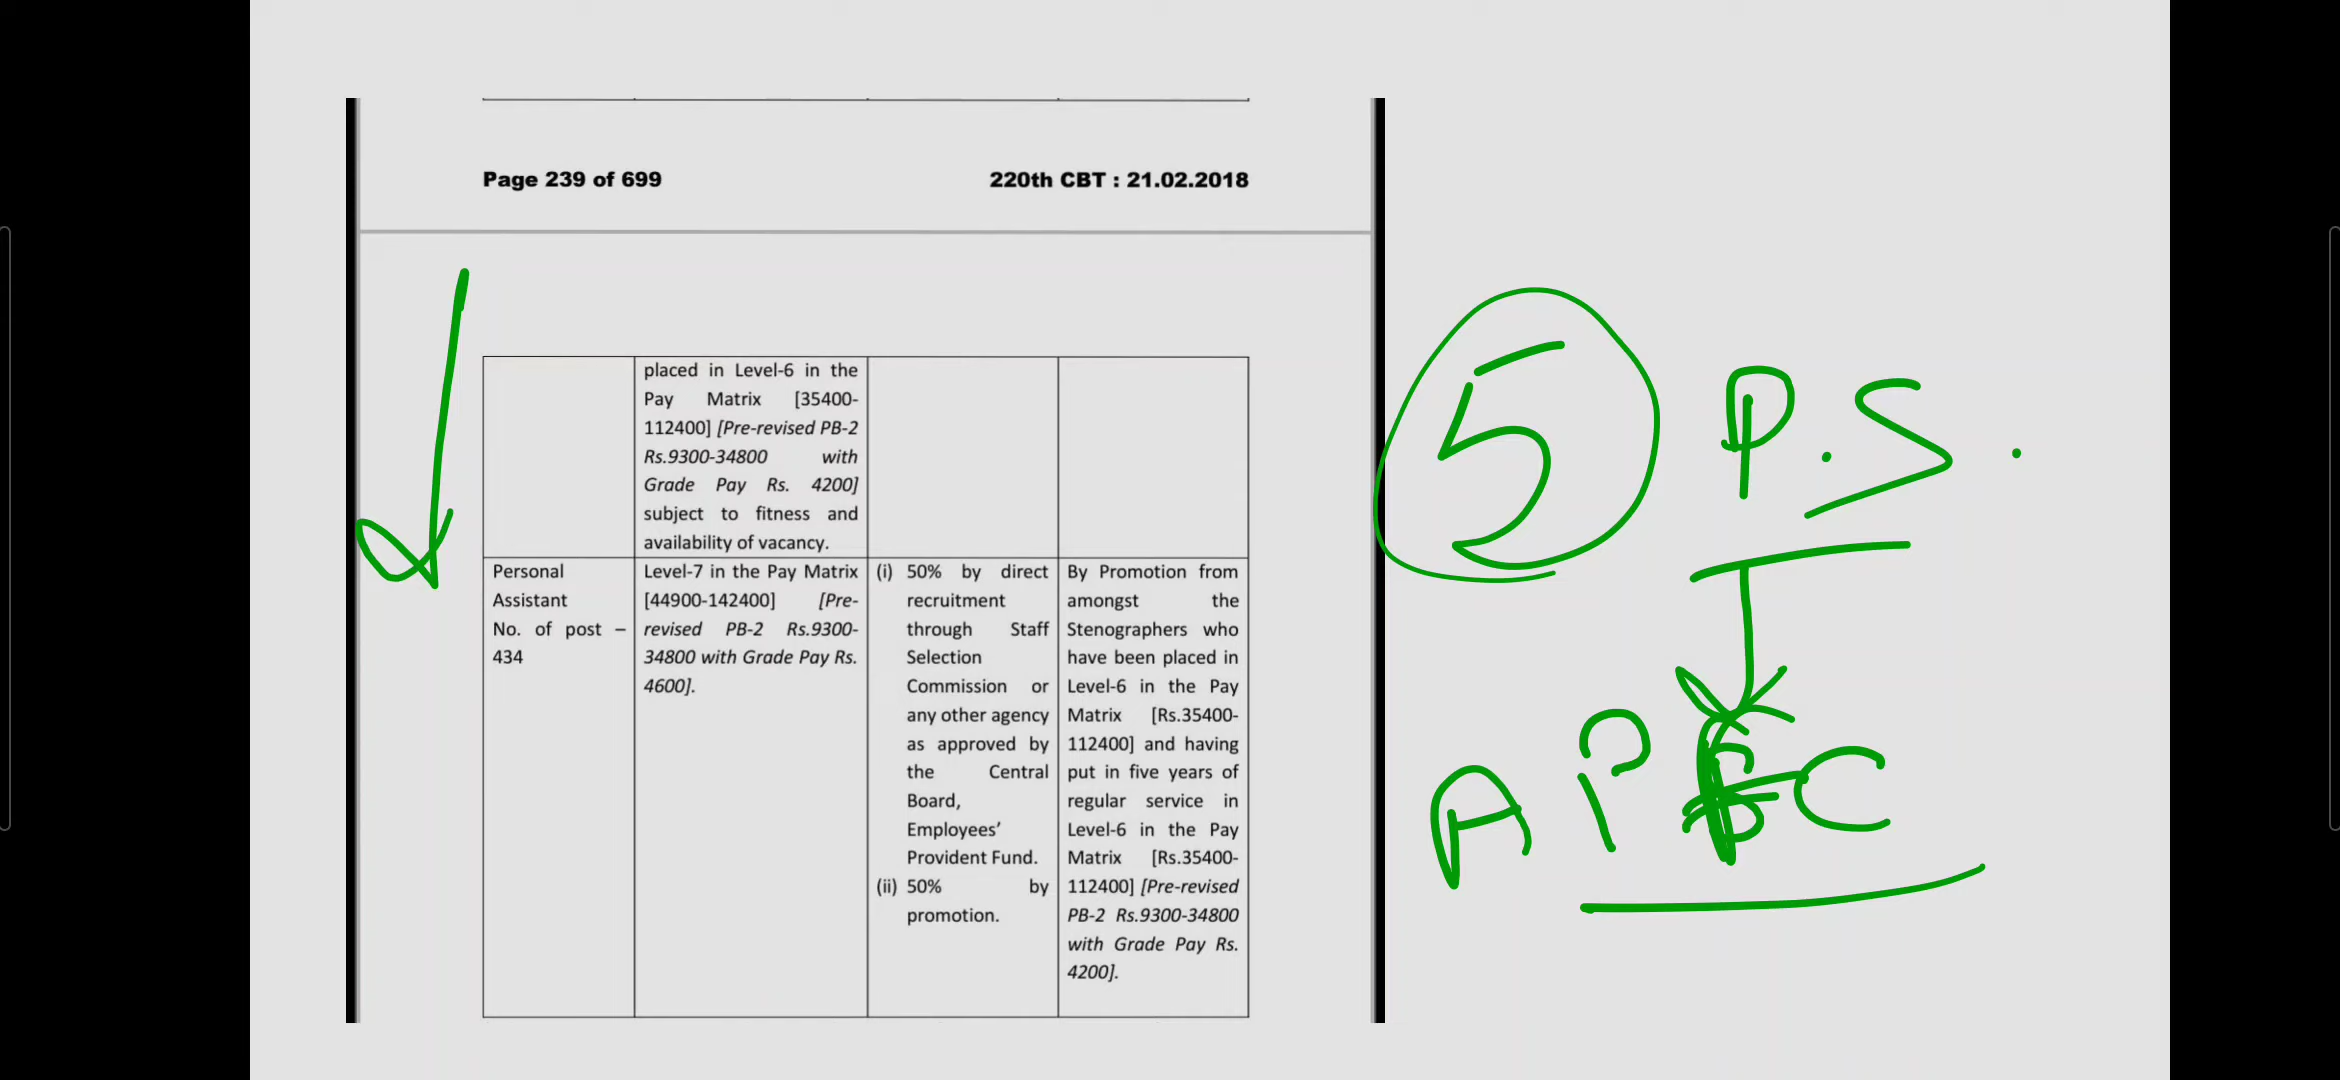 Page 239 of 699 220th CBT : 21.02.2018
placed in Level-6 in the
Pay Matrix [35400-
112400] [Pre-revised PB-2
Rs.9300-34800 with
Grade Pay Rs. 4200]
subject to fitness and
availability of vacancy.
Personal
Assistant
No. of post –
434
Level-7 in the Pay Matrix
[44900-142400] [Pre-
revised PB-2 Rs.9300-
34800 with Grade Pay Rs.
4600].
(i) 50% by direct
recruitment
through Staff
Selection
Commission or
any other agency
as approved by
the Central
Board,
Employees’
Provident Fund.
(ii) 50% by
promotion.
By Promotion from
amongst the
Stenographers who
have been placed in
Level-6 in the Pay
Matrix [Rs.35400-
112400] and having
put in five years of
regular service in
Level-6 in the Pay
Matrix [Rs.35400-
112400] [Pre-revised
PB-2 Rs.9300-34800
with Grade Pay Rs.
4200].
5 P.S.